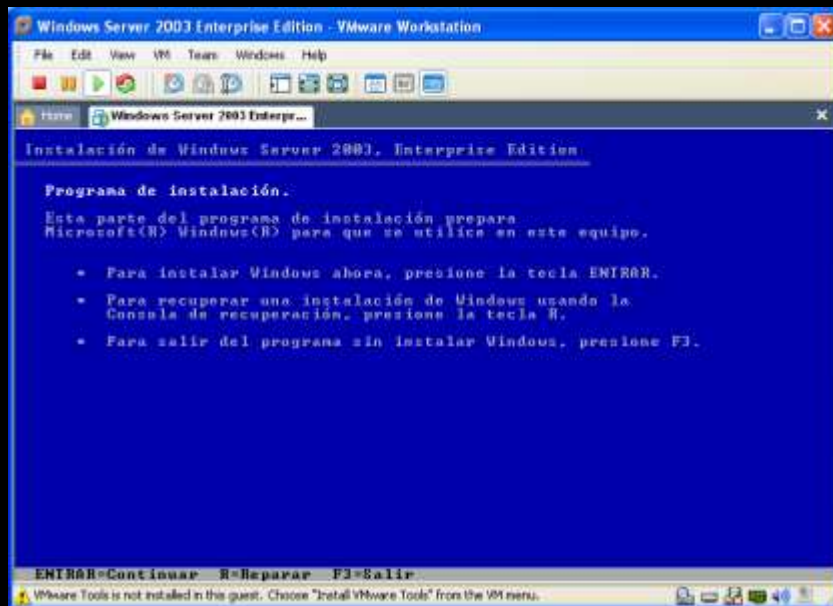 Windows Server 2003 Enterprise Edition - VMware Workstation
File Edit View VM Team Windows Help
Home Windows Server 2003 Enterpr...
Instalación de Windows Server 2003, Enterprise Edition
Programa de instalación.
Esta parte del programa de instalación prepara
Microsoft(R) Windows(R) para que se utilice en este equipo.
• Para instalar Windows ahora, presione la tecla ENTRAR.
• Para recuperar una instalación de Windows usando la
Consola de recuperación, presione la tecla R.
• Para salir del programa sin instalar Windows, presione F3.
ENTRAR=Continuar R=Reparar F3=Salir
VMware Tools is not installed in this guest. Choose "Install VMware Tools" from the VM menu.